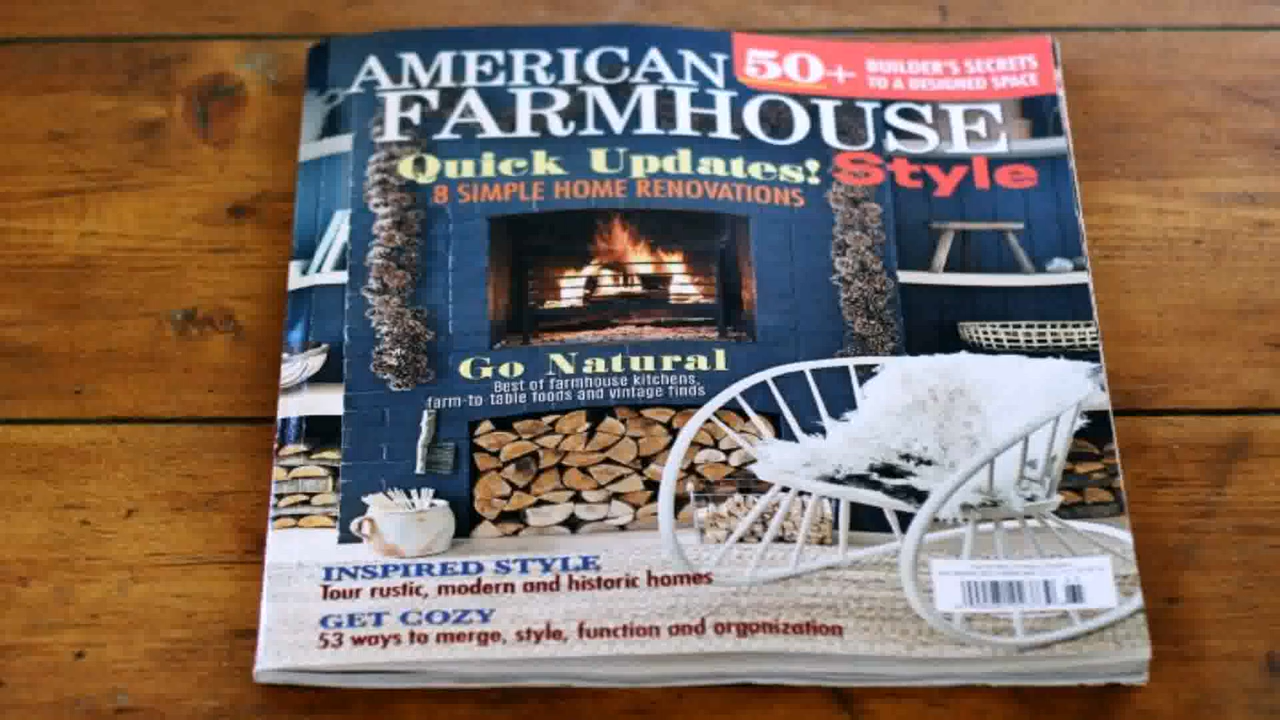 AMERICAN
FARMHOUSE
Style
50+
BUILDER'S SECRETS
TO A DESIGNED SPACE
Quick Updates!
8 SIMPLE HOME RENOVATIONS
Go Natural
Best of farmhouse kitchens,
farm-to-table foods and vintage finds
INSPIRED STYLE
Tour rustic, modern and historic homes
GET COZY
53 ways to merge, style, function and organization